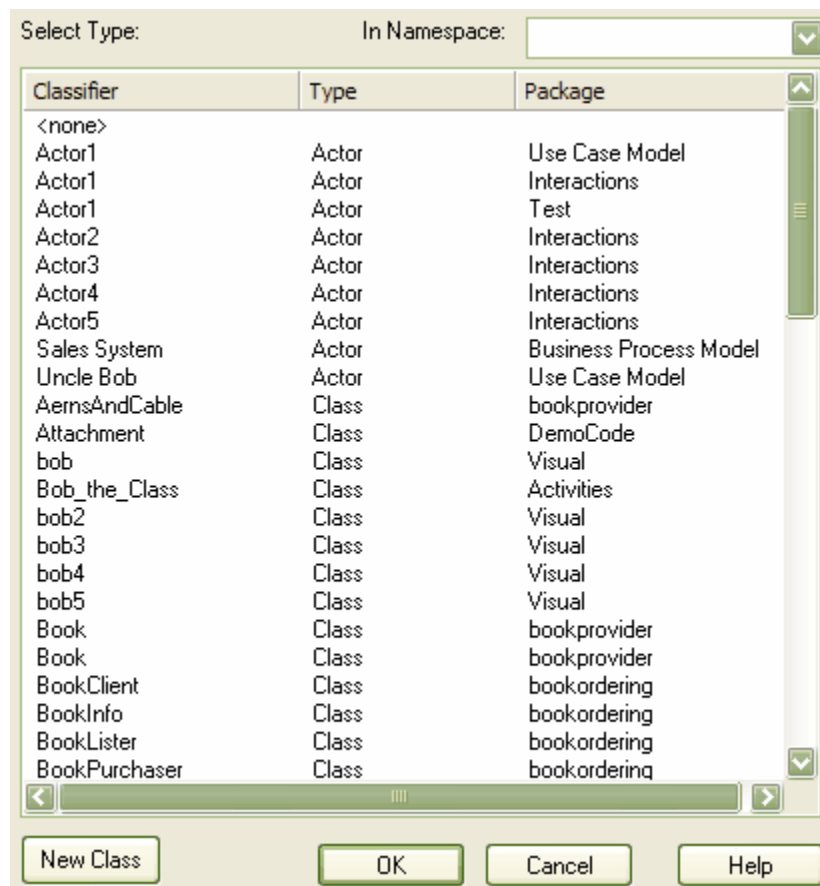 Select Type: In Namespace:
Classifier Type Package
<none>
Actor1 Actor Use Case Model
Actor1 Actor Interactions
Actor1 Actor Test
Actor2 Actor Interactions
Actor3 Actor Interactions
Actor4 Actor Interactions
Actor5 Actor Interactions
Sales System Actor Business Process Model
Uncle Bob Actor Use Case Model
AernsAndCable Class bookprovider
Attachment Class DemoCode
bob Class Visual
Bob_the_Class Class Activities
bob2 Class Visual
bob3 Class Visual
bob4 Class Visual
bob5 Class Visual
Book Class bookprovider
Book Class bookprovider
BookClient Class bookordering
BookInfo Class bookordering
BookLister Class bookordering
BookPurchaser Class bookordering
New Class OK Cancel Help